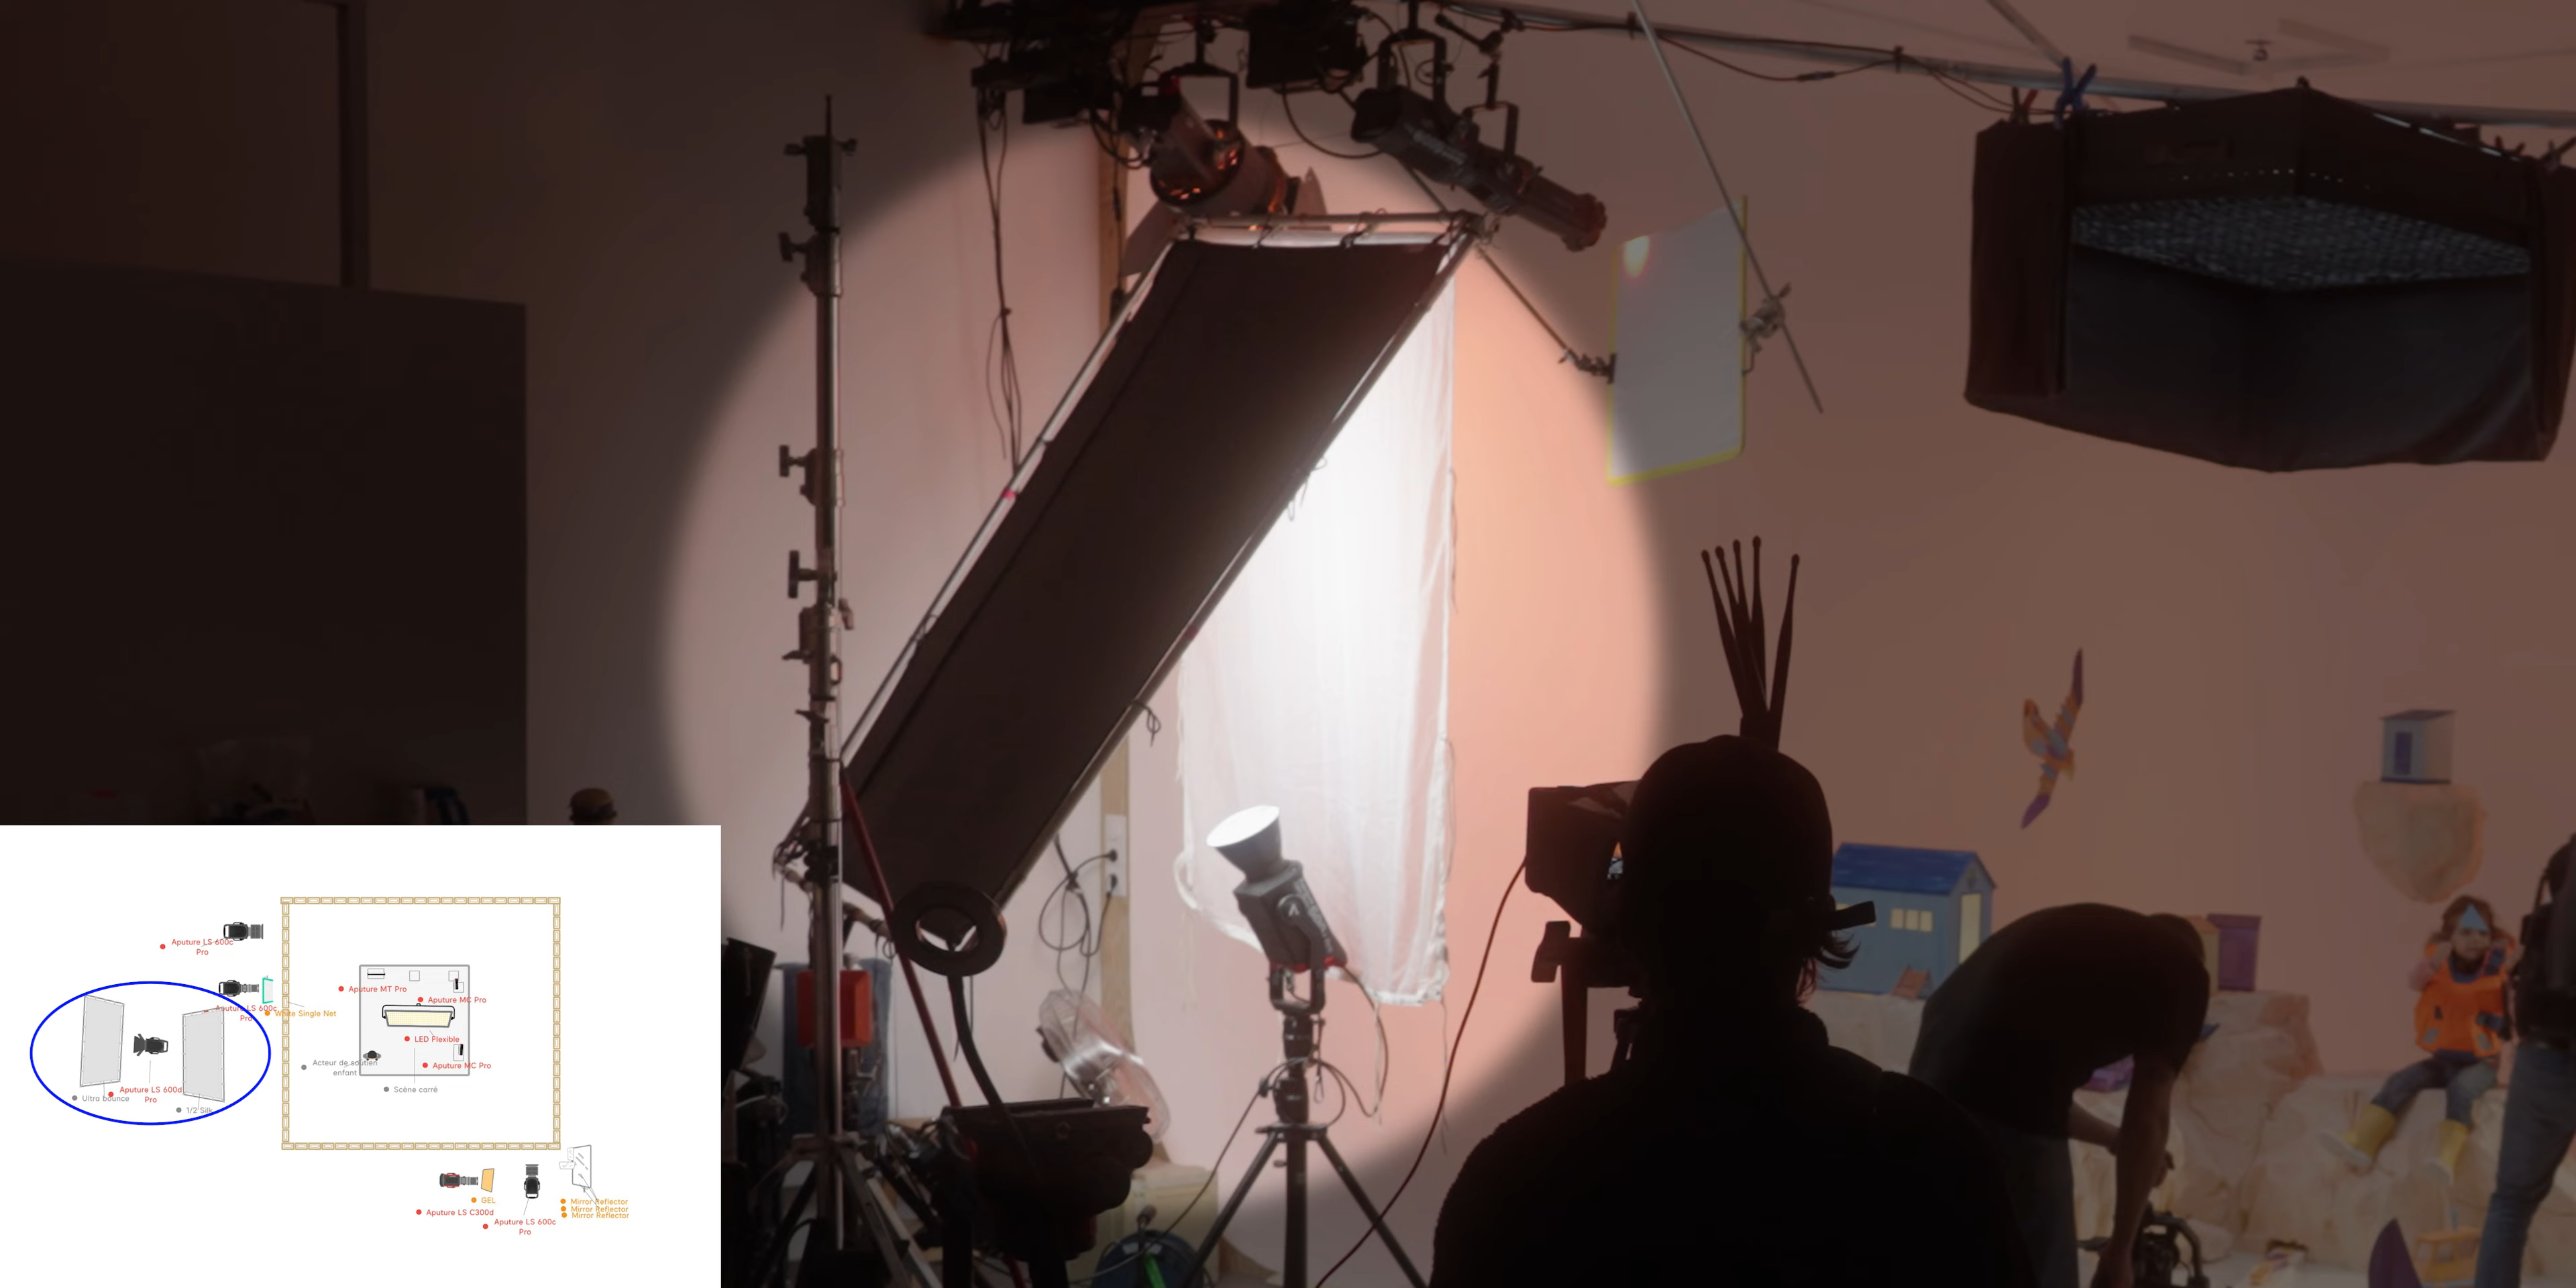 Aputure LS 600c
Pro
Aputure MT Pro
Aputure MC Pro
Aputure LS 600c
Pro
White Single Net
LED Flexible
Acteur de soutien
enfant
Aputure MC Pro
Scène carré
Ultra bounce
Aputure LS 600d
Pro
1/2 Silk
GEL
Aputure LS C300d
Aputure LS 600c
Pro
Mirror Reflector
Mirror Reflector
Mirror Reflector